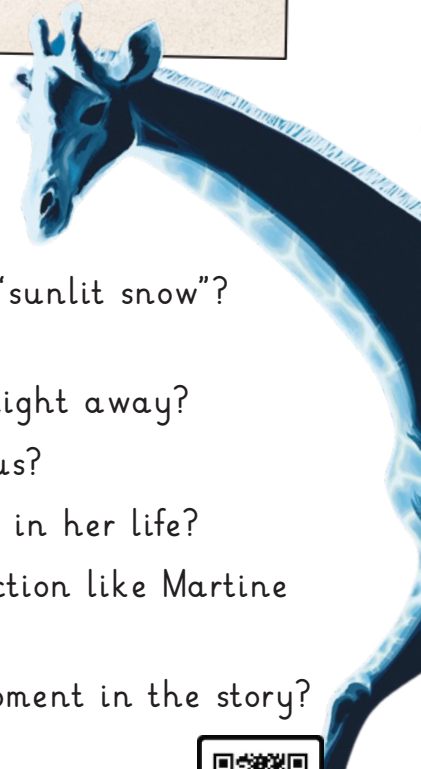 “sunlit snow”?
ight away?
us?
in her life?
ction like Martine
oment in the story?